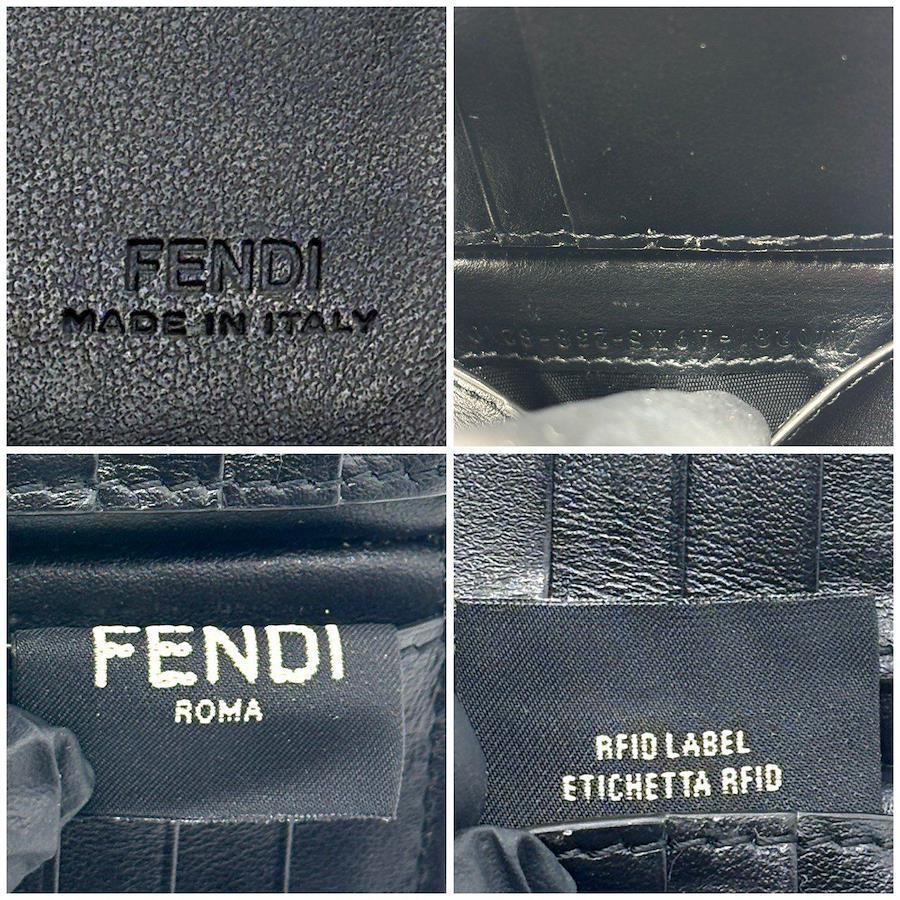 FENDI
MADE IN ITALY
FENDI
ROMA
RFID LABEL
ETICHETTA RFID